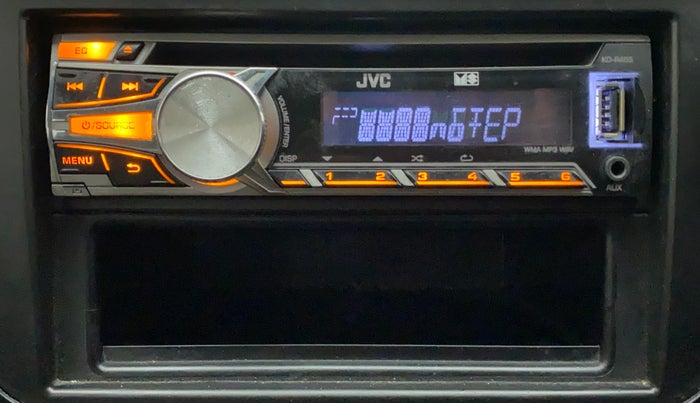 EQ
JVC
KD-R455
VOLUME/ENTER
/SOURCE
MENU
DISP
WMA MP3 WAV
1 2 3 4 5 6
AUX